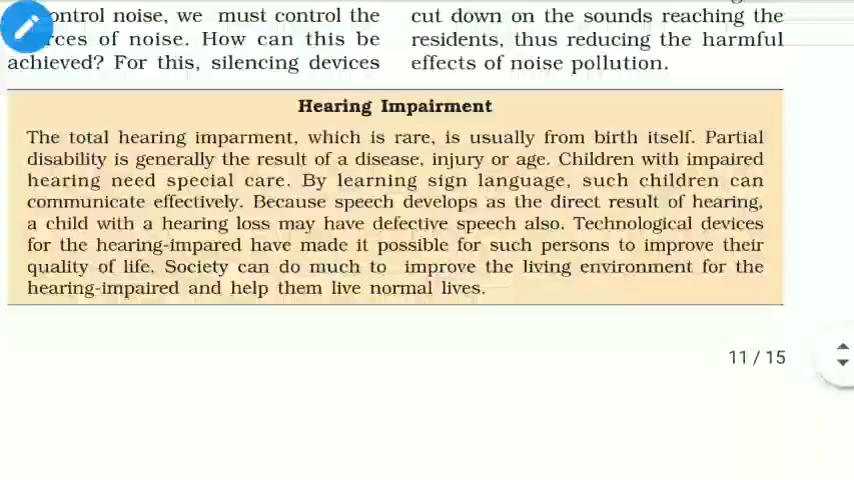 ontrol noise, we must control the
rces of noise. How can this be
achieved? For this, silencing devices
cut down on the sounds reaching the
residents, thus reducing the harmful
effects of noise pollution.
Hearing Impairment
The total hearing imparment, which is rare, is usually from birth itself. Partial
disability is generally the result of a disease, injury or age. Children with impaired
hearing need special care. By learning sign language, such children can
communicate effectively. Because speech develops as the direct result of hearing,
a child with a hearing loss may have defective speech also. Technological devices
for the hearing-impared have made it possible for such persons to improve their
quality of life. Society can do much to improve the living environment for the
hearing-impaired and help them live normal lives.
11 / 15